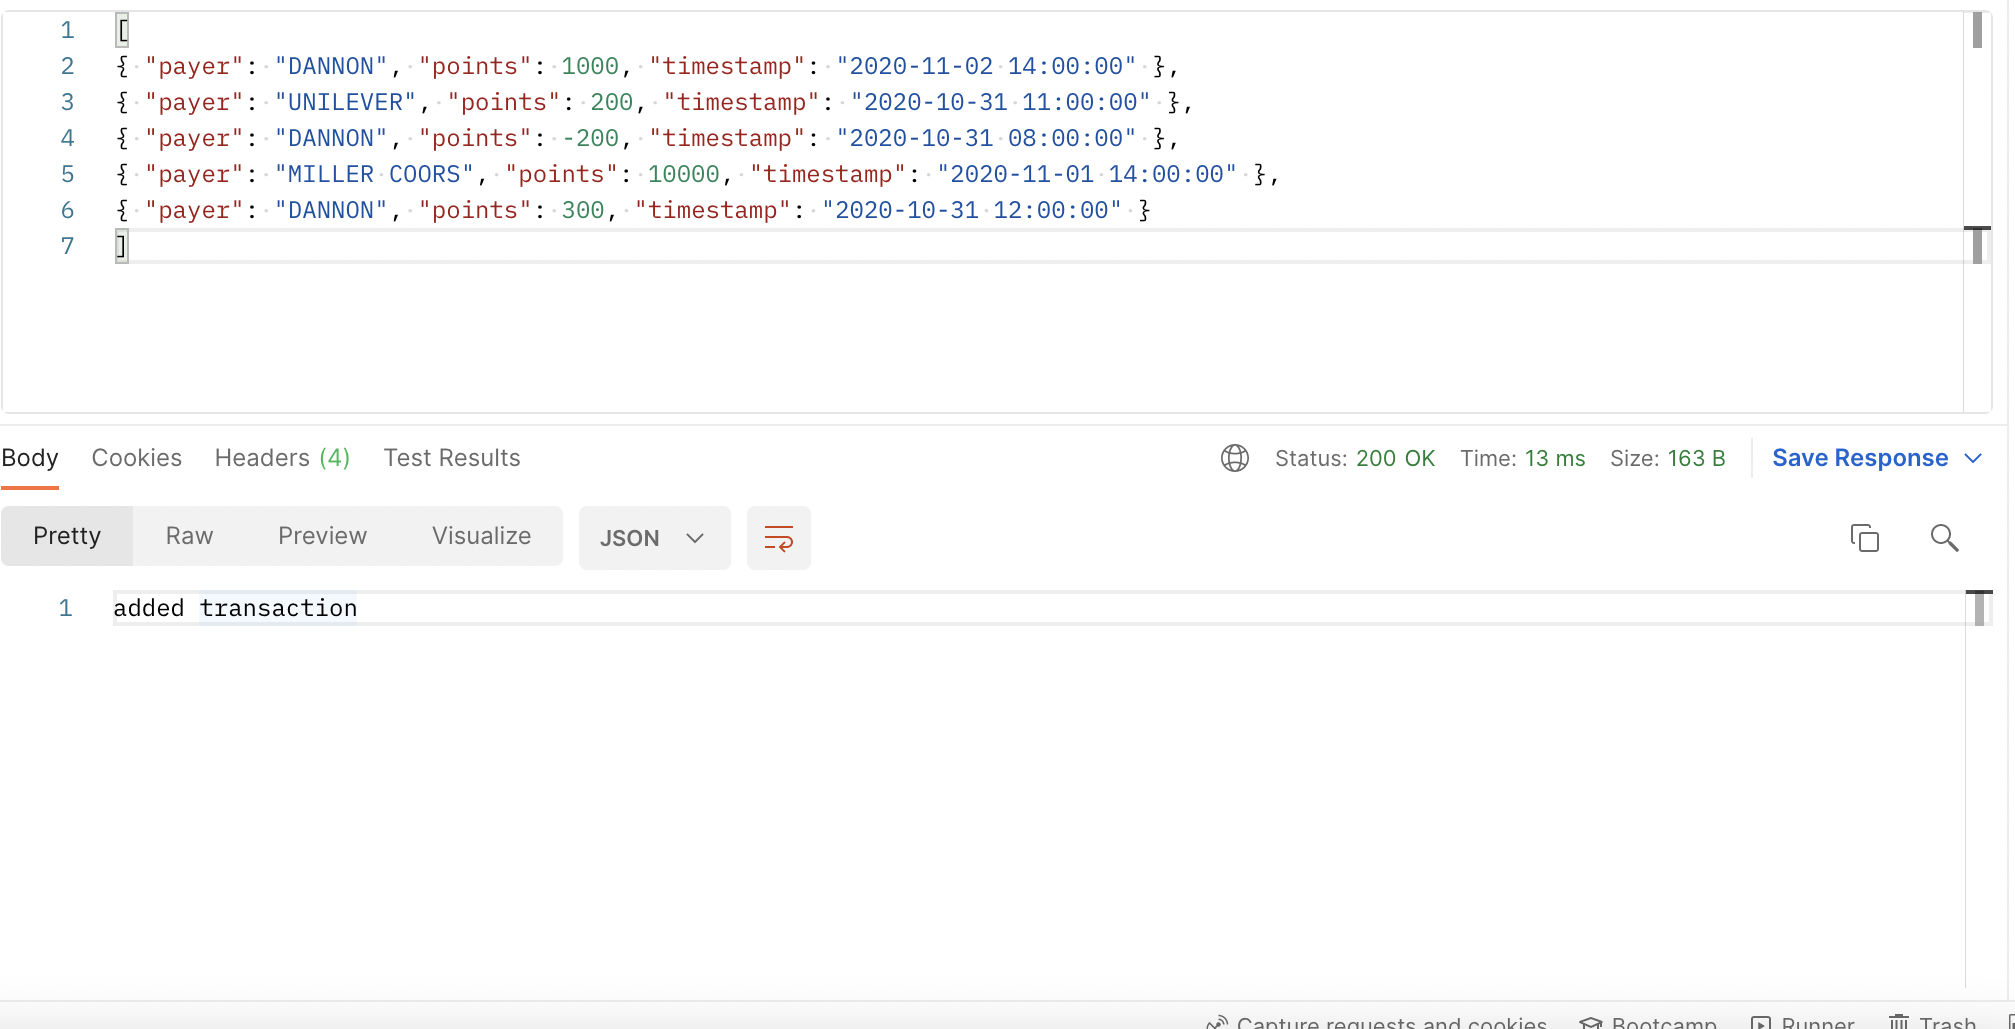 1 [
2 { "payer": "DANNON", "points": 1000, "timestamp": "2020-11-02 14:00:00" },
3 { "payer": "UNILEVER", "points": 200, "timestamp": "2020-10-31 11:00:00" },
4 { "payer": "DANNON", "points": -200, "timestamp": "2020-10-31 08:00:00" },
5 { "payer": "MILLER COORS", "points": 10000, "timestamp": "2020-11-01 14:00:00" },
6 { "payer": "DANNON", "points": 300, "timestamp": "2020-10-31 12:00:00" }
7 ]
Body Cookies Headers (4) Test Results Status: 200 OK Time: 13 ms Size: 163 B Save Response
Pretty Raw Preview Visualize JSON
1 added transaction
Capture requests and cookies Bootcamp Runner Trash